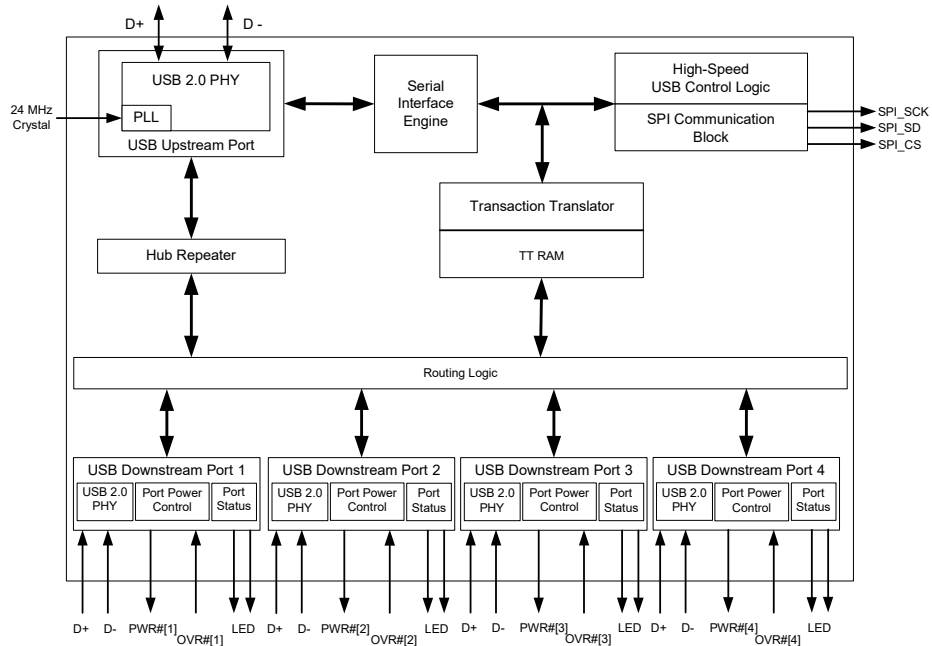 D+ D -
USB 2.0 PHY
PLL
USB Upstream Port
24 MHz
Crystal
Serial
Interface
Engine
High-Speed
USB Control Logic
SPI Communication
Block
SPI_SCK
SPI_SD
SPI_CS
Transaction Translator
TT RAM
Hub Repeater
Routing Logic
USB Downstream Port 1
USB 2.0
PHY
Port Power
Control
Port
Status
USB Downstream Port 2
USB 2.0
PHY
Port Power
Control
Port
Status
USB Downstream Port 3
USB 2.0
PHY
Port Power
Control
Port
Status
USB Downstream Port 4
USB 2.0
PHY
Port Power
Control
Port
Status
D+ D- PWR#[1] OVR#[1] LED
D+ D- PWR#[2] OVR#[2] LED
D+ D- PWR#[3] OVR#[3] LED
D+ D- PWR#[4] OVR#[4] LED